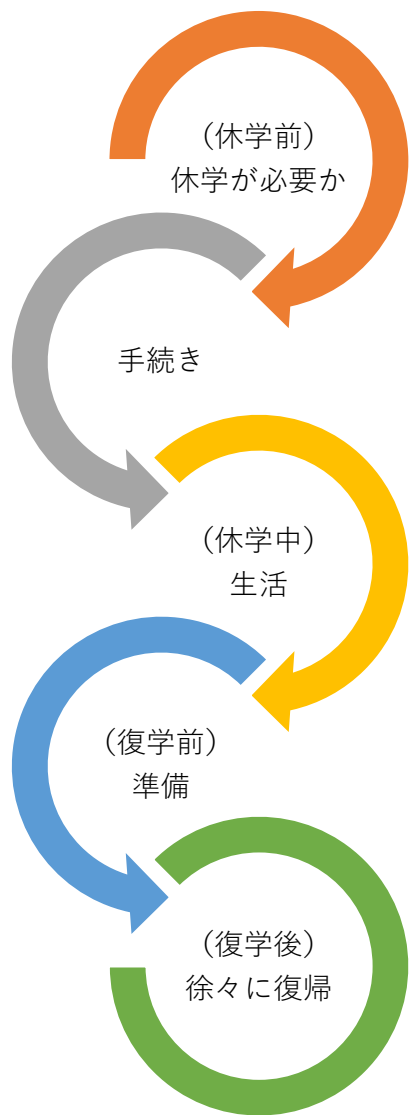 （休学前）
休学が必要か
手続き
（休学中）
生活
（復学前）
準備
（復学後）
徐々に復帰